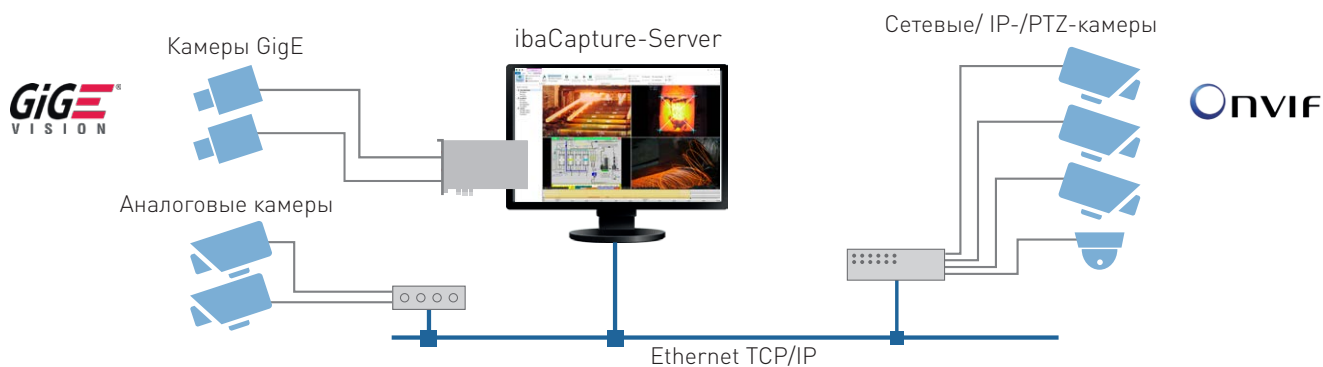 Камеры GigE
ibaCapture-Server
Сетевые/ IP-/PTZ-камеры
GiGE®
VISION
ONVIF
Аналоговые камеры
Ethernet TCP/IP